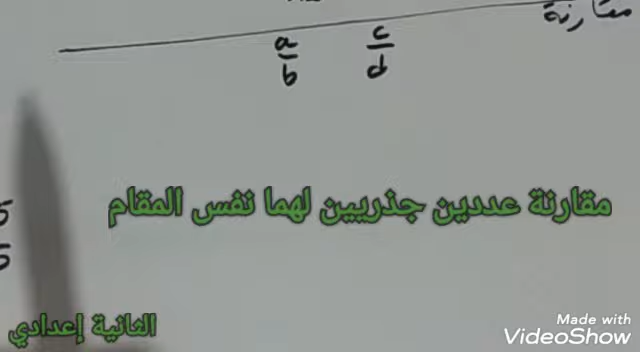 مقارنة
a/b c/d
مقارنة عددين جذريين لهما نفس المقام
الثانية إعدادي
Made with
VideoShow